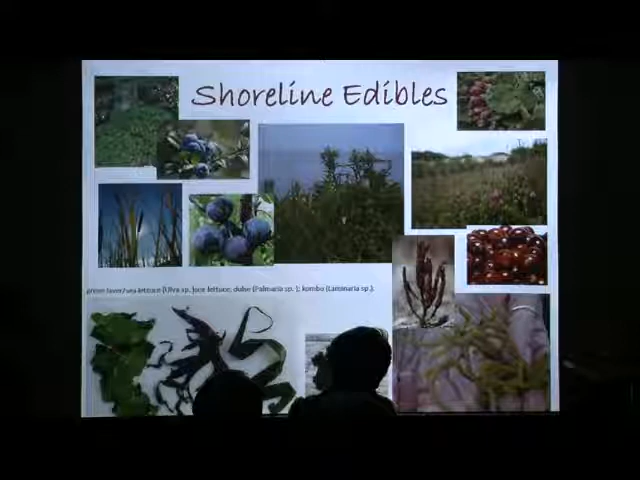 Shoreline Edibles
green laver/sea lettuce (Ulva sp.) sea lettuce; dulse (Palmaria sp. ); kombu (Laminaria sp.).